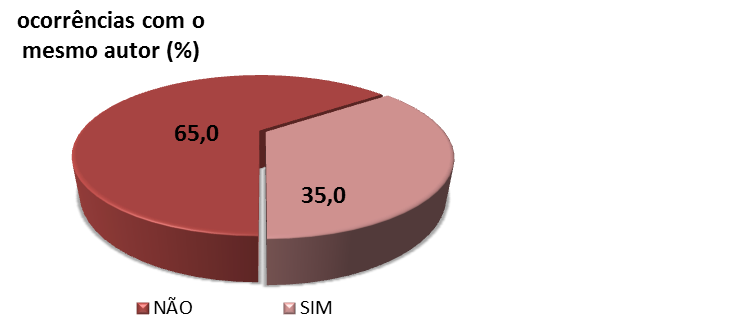 ocorrências com o
mesmo autor (%)
65,0
35,0
NÃO
SIM